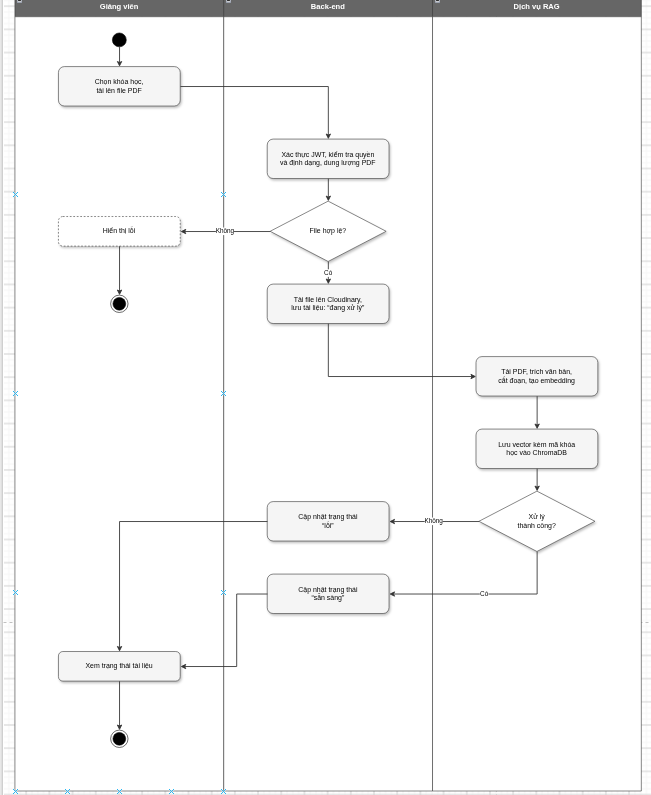 Giảng viên
Back-end
Dịch vụ RAG
Chọn khóa học,
tải lên file PDF
Xác thực JWT, kiểm tra quyền
và định dạng, dung lượng PDF
Hiển thị lỗi
Không
File hợp lệ?
Có
Tải file lên Cloudinary,
lưu tài liệu: "đang xử lý"
Tải PDF, trích văn bản,
cắt đoạn, tạo embedding
Lưu vector kèm mã khóa
học vào ChromaDB
Cập nhật trạng thái
"lỗi"
Không
Xử lý
thành công?
Cập nhật trạng thái
"sẵn sàng"
Có
Xem trạng thái tài liệu